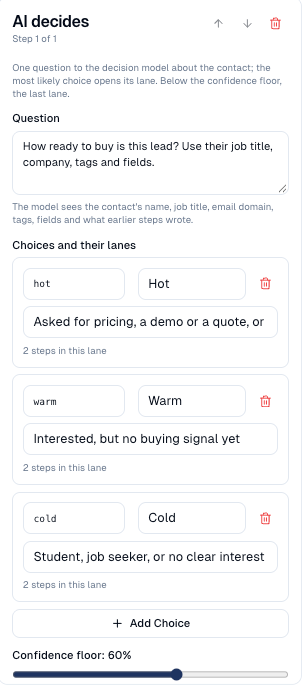 AI decides
Step 1 of 1
One question to the decision model about the contact; the
most likely choice opens its lane. Below the confidence floor,
the last lane.
Question
How ready to buy is this lead? Use their job title,
company, tags and fields.
The model sees the contact's name, job title, email domain,
tags, fields and what earlier steps wrote.
Choices and their lanes
hot
Hot
Asked for pricing, a demo or a quote, or
2 steps in this lane
warm
Warm
Interested, but no buying signal yet
2 steps in this lane
cold
Cold
Student, job seeker, or no clear interest
2 steps in this lane
+ Add Choice
Confidence floor: 60%